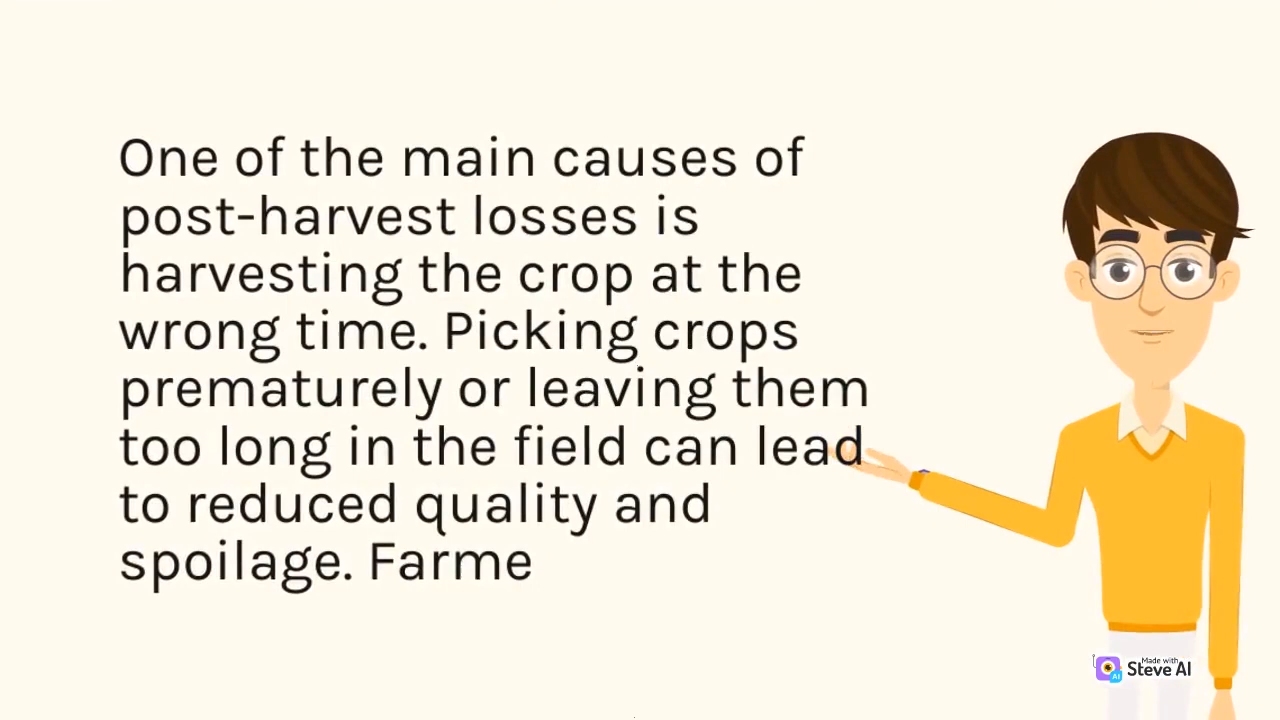 One of the main causes of
post-harvest losses is
harvesting the crop at the
wrong time. Picking crops
prematurely or leaving them
too long in the field can lead
to reduced quality and
spoilage. Farme
Made with
Steve AI
AI